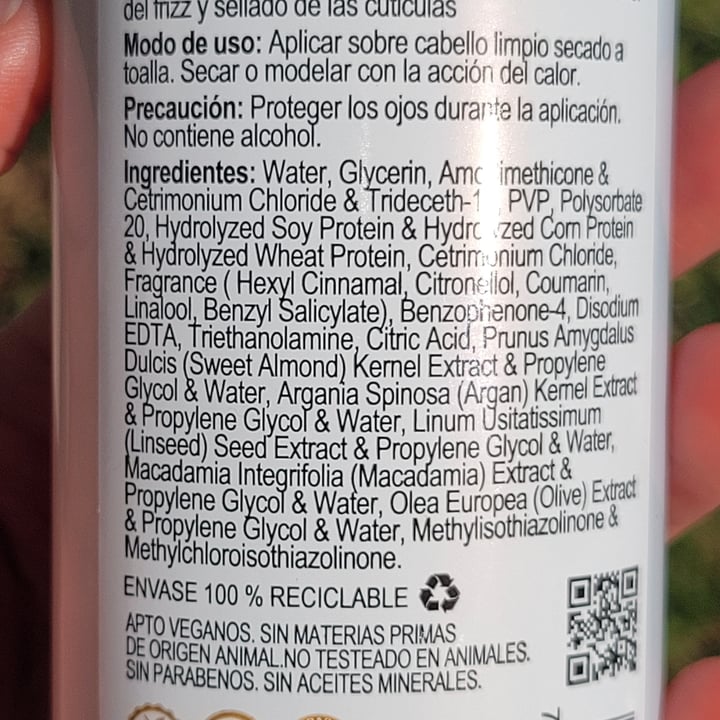 del frizz y sellado de las cutículas
Modo de uso: Aplicar sobre cabello limpio secado a
toalla. Secar o modelar con la acción del calor.
Precaución: Proteger los ojos durante la aplicación.
No contiene alcohol.
Ingredientes: Water, Glycerin, &
Cetrimonium Chloride & PVP, Polysorbate
20, Hydrolyzed Soy Protein & Hydrolyzed Corn Protein
& Hydrolyzed Wheat Protein, Cetrimonium Chloride,
Fragrance ( Hexyl Cinnamal, Citronellol, Coumarin,
Linalool, Benzyl Salicylate), Benzophenone-4, Disodium
EDTA, Triethanolamine, Citric Acid, Prunus Amygdalus
Dulcis (Sweet Almond) Kernel Extract & Propylene
Glycol & Water, Argania Spinosa (Argan) Kernel Extract
& Propylene Glycol & Water, Linum Usitatissimum
(Linseed) Seed Extract & Propylene Glycol & Water,
Macadamia Integrifolia (Macadamia) Extract &
Propylene Glycol & Water, Olea Europea (Olive) Extract
& Propylene Glycol & Water, Methylisothiazolinone &
Methylchloroisothiazolinone.
ENVASE 100 % RECICLABLE
APTO VEGANOS. SIN MATERIAS PRIMAS
DE ORIGEN ANIMAL.NO TESTEADO EN ANIMALES.
SIN PARABENOS. SIN ACEITES MINERALES.